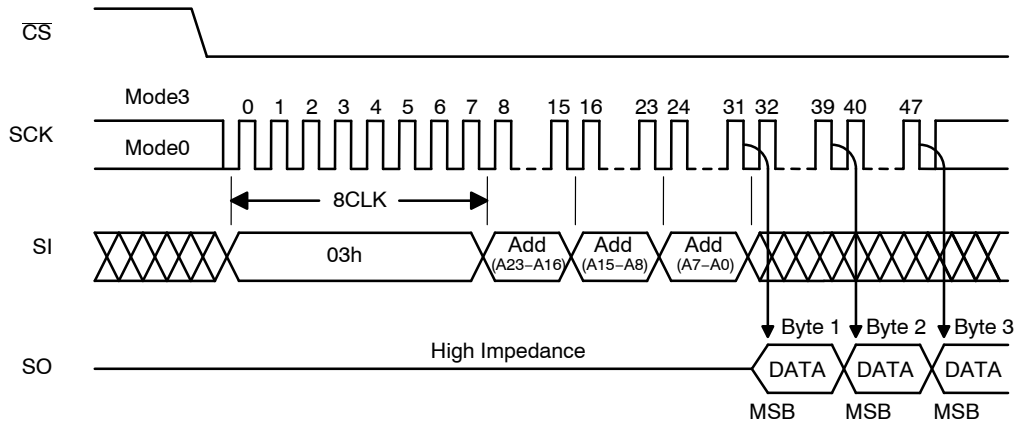 CS
Mode3
0 1 2 3 4 5 6 7 8 15 16 23 24 31 32 39 40 47
SCK
Mode0
8CLK
SI
03h
Add
(A23−A16)
Add
(A15−A8)
Add
(A7−A0)
Byte 1 Byte 2 Byte 3
High Impedance
SO
DATA DATA DATA
MSB MSB MSB